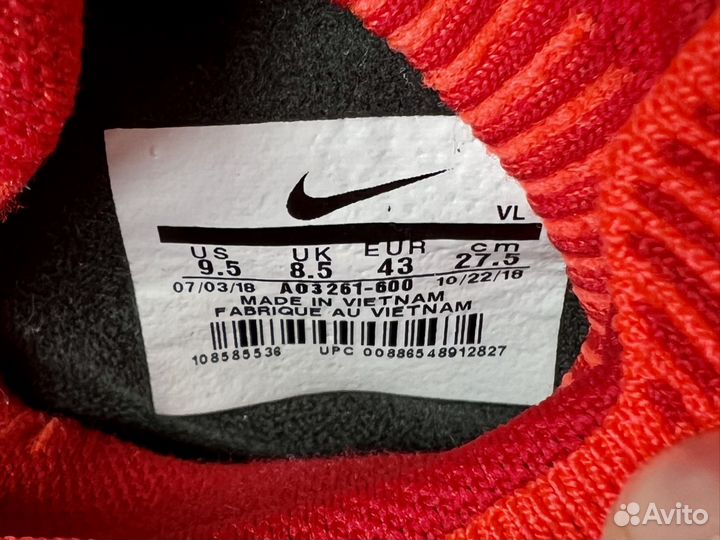 VL
US UK EUR cm
9.5 8.5 43 27.5
07/03/18 AO3261-600 10/22/18
MADE IN VIETNAM
FABRIQUE AU VIETNAM
108585536 UPC 00886548912827
Avito